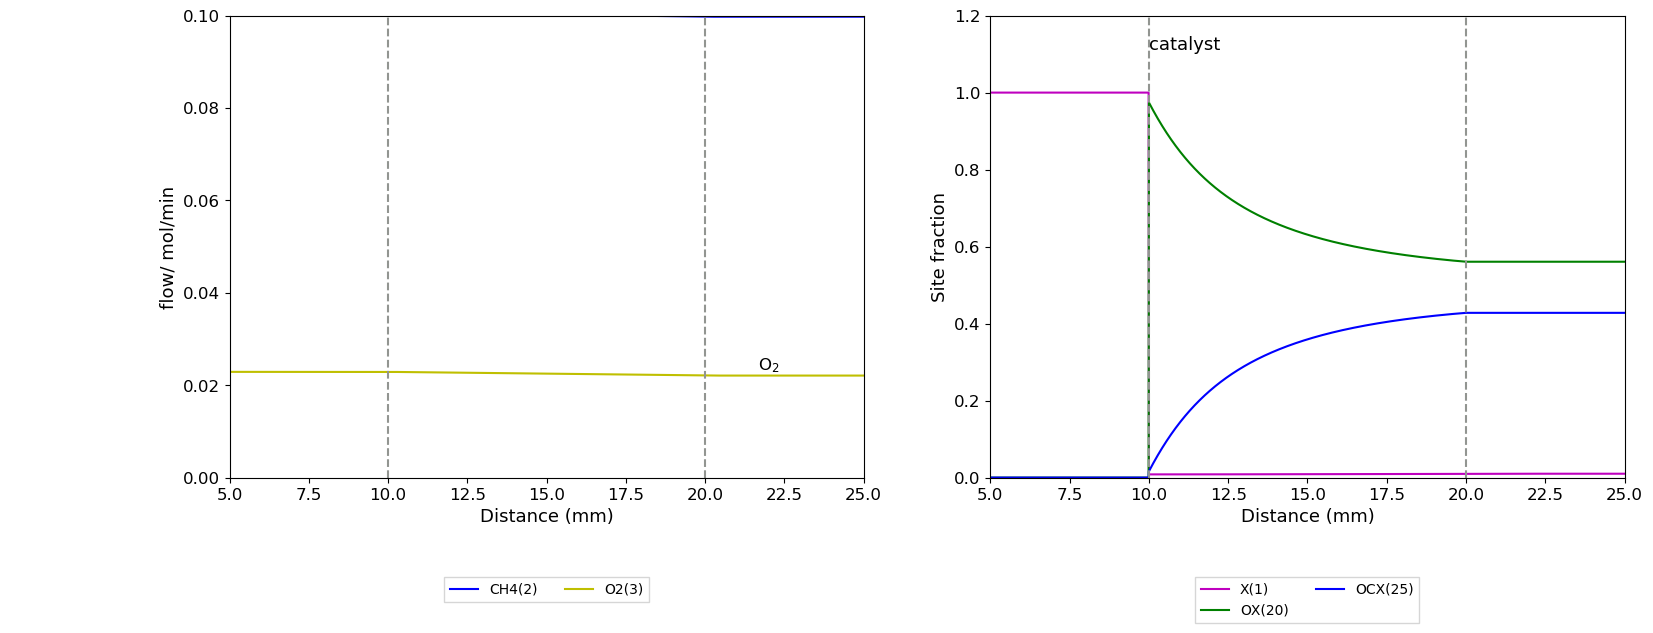 0.10
0.08
0.06
0.04
0.02
0.00
flow/ mol/min
O₂
5.0 7.5 10.0 12.5 15.0 17.5 20.0 22.5 25.0
Distance (mm)
CH4(2) O2(3)
1.2
1.0
0.8
0.6
0.4
0.2
0.0
Site fraction
catalyst
5.0 7.5 10.0 12.5 15.0 17.5 20.0 22.5 25.0
Distance (mm)
X(1) OCX(25)
OX(20)